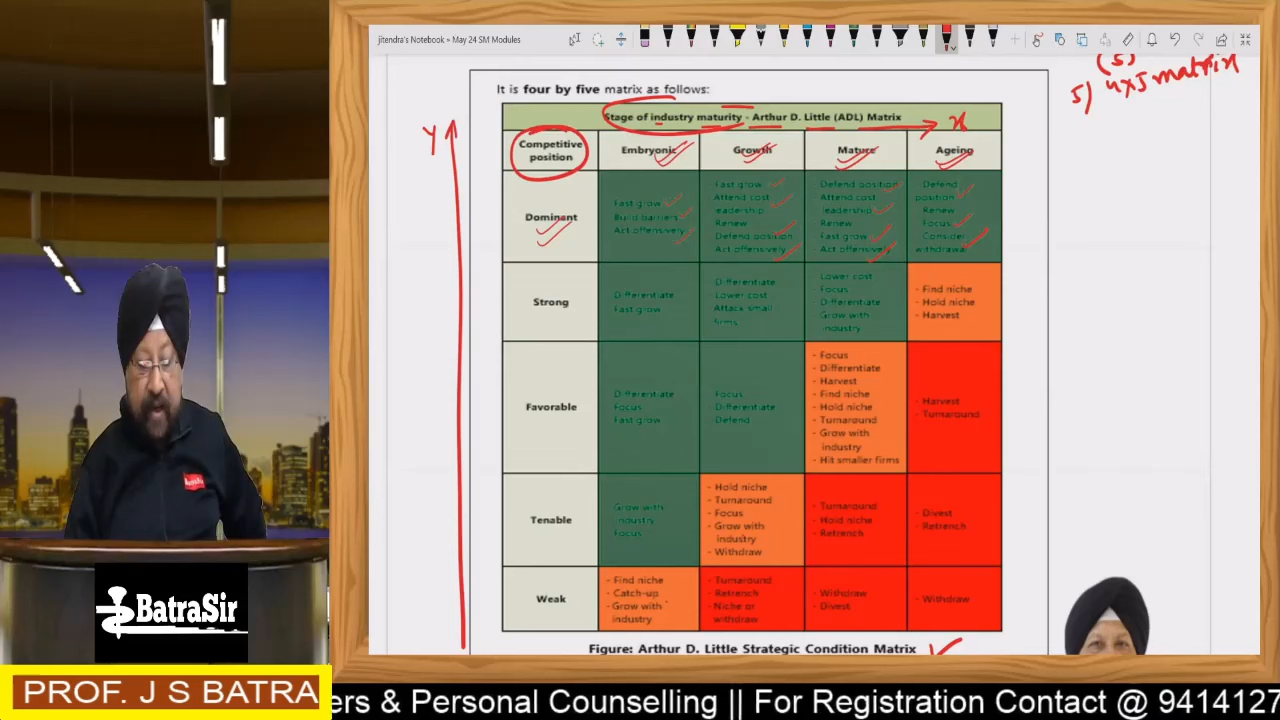 jitendra's Notebook » May 24 SM Modules
(5)
5) 4x5 matrix
It is four by five matrix as follows:
Stage of industry maturity - Arthur D. Little (ADL) Matrix
x
Y
Competitive
position
Embryonic
Growth
Mature
Ageing
Dominant
Fast grow
Build barriers
Act offensively
Fast grow
Attend cost
leadership
Renew
Defend position
Act offensively
- Defend position
Attend cost
leadership
- Renew
Fast grow
Act offensively
Defend
position
Renew
Focus
Consider
withdrawal
Strong
Differentiate
Fast grow
Differentiate
Lower cost
Attack small
firms
Lower cost
- Focus
Differentiate
- Grow with
industry
- Find niche
- Hold niche
- Harvest
Favorable
Differentiate
Focus
Fast grow
Focus
- Differentiate
Defend
- Focus
- Differentiate
- Harvest
- Find niche
- Hold niche
- Turnaround
- Grow with
industry
- Hit smaller firms
- Harvest
- Turnaround
Tenable
Grow with
industry
Focus
- Hold niche
- Turnaround
- Focus
- Grow with
industry
- Withdraw
- Turnaround
- Hold niche
- Retrench
- Divest
- Retrench
Weak
- Find niche
- Catch-up
- Grow with
industry
- Turnaround
- Retrench
- Niche or
withdraw
- Withdraw
- Divest
- Withdraw
Figure: Arthur D. Little Strategic Condition Matrix
BatraSir
PROF. J S BATRA
ers & Personal Counselling || For Registration Contact @ 9414127